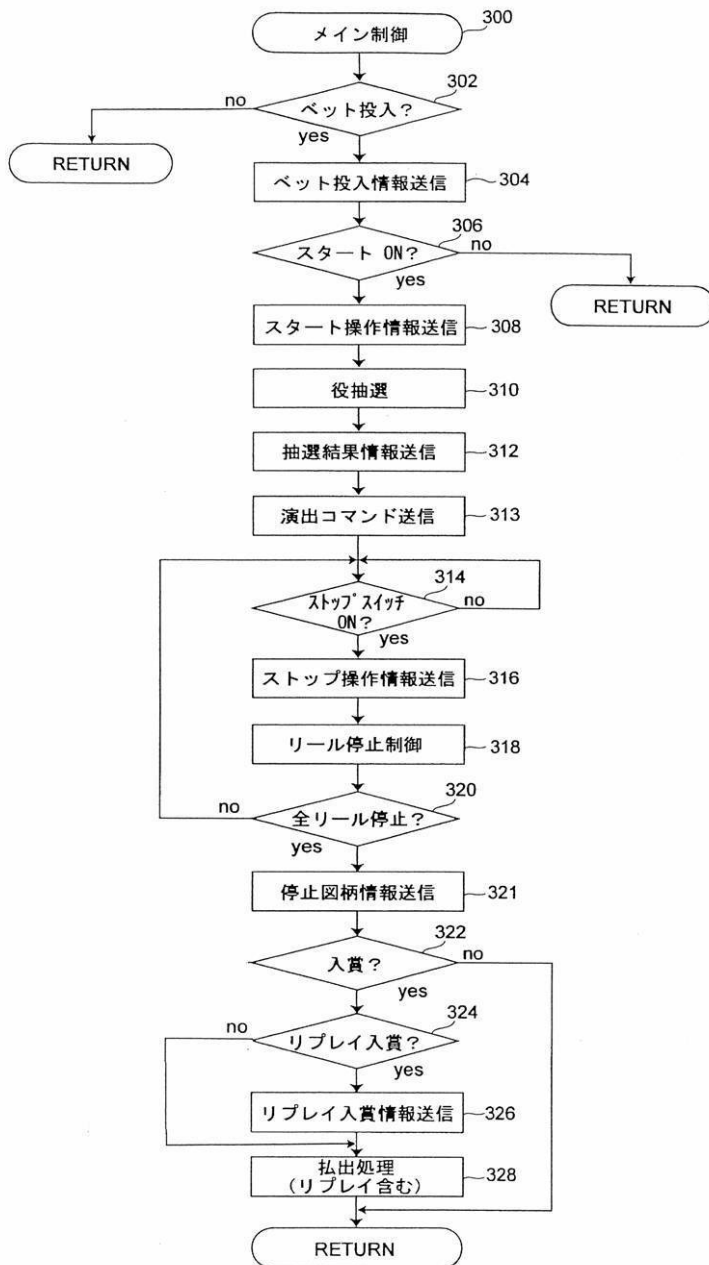 メイン制御
300
302
no
ベット投入？
yes
RETURN
ベット投入情報送信
304
306
スタート ON？
no
yes
RETURN
スタート操作情報送信
308
役抽選
310
抽選結果情報送信
312
演出コマンド送信
313
314
ストップスイッチ
ON？
no
yes
ストップ操作情報送信
316
リール停止制御
318
320
no
全リール停止？
yes
停止図柄情報送信
321
322
入賞？
no
yes
324
no
リプレイ入賞？
yes
リプレイ入賞情報送信
326
払出処理
（リプレイ含む）
328
RETURN